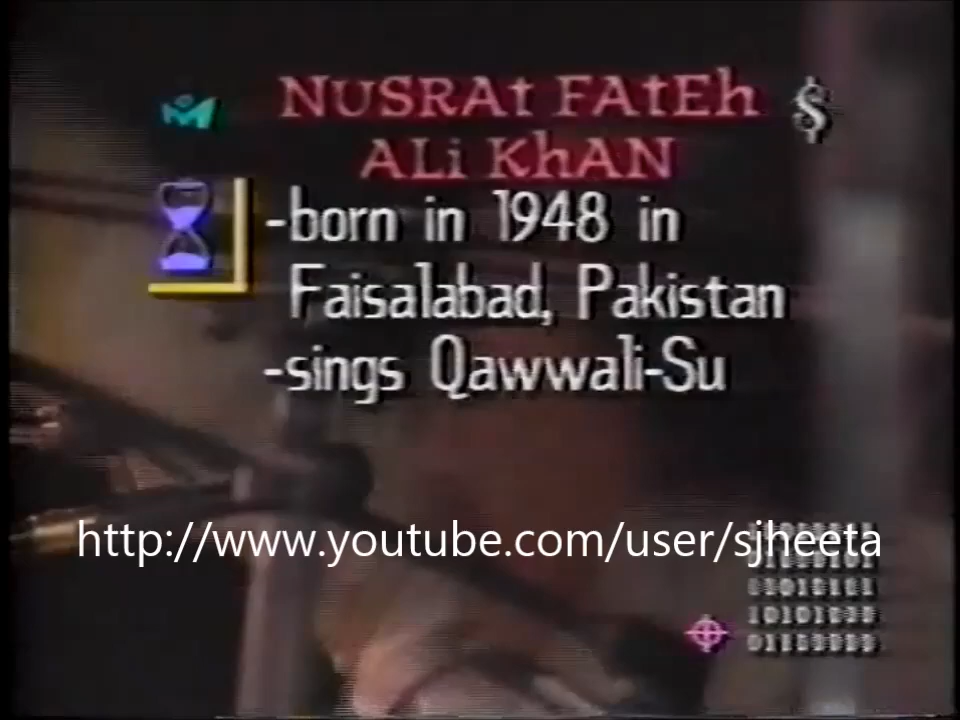 NUSRAt FAtEh
$
ALi KhAN
-born in 1948 in
Faisalabad, Pakistan
-sings Qawwali-Su
http://www.youtube.com/user/sjheeta